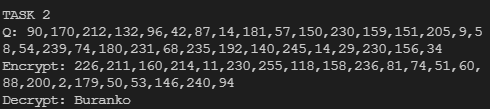 TASK 2
Q: 90,170,212,132,96,42,87,14,181,57,150,230,159,151,205,9,5
8,54,239,74,180,231,68,235,192,140,245,14,29,230,156,34
Encrypt: 226,211,160,214,11,230,255,118,158,236,81,74,51,60,
88,200,2,179,50,53,146,240,94
Decrypt: Buranko